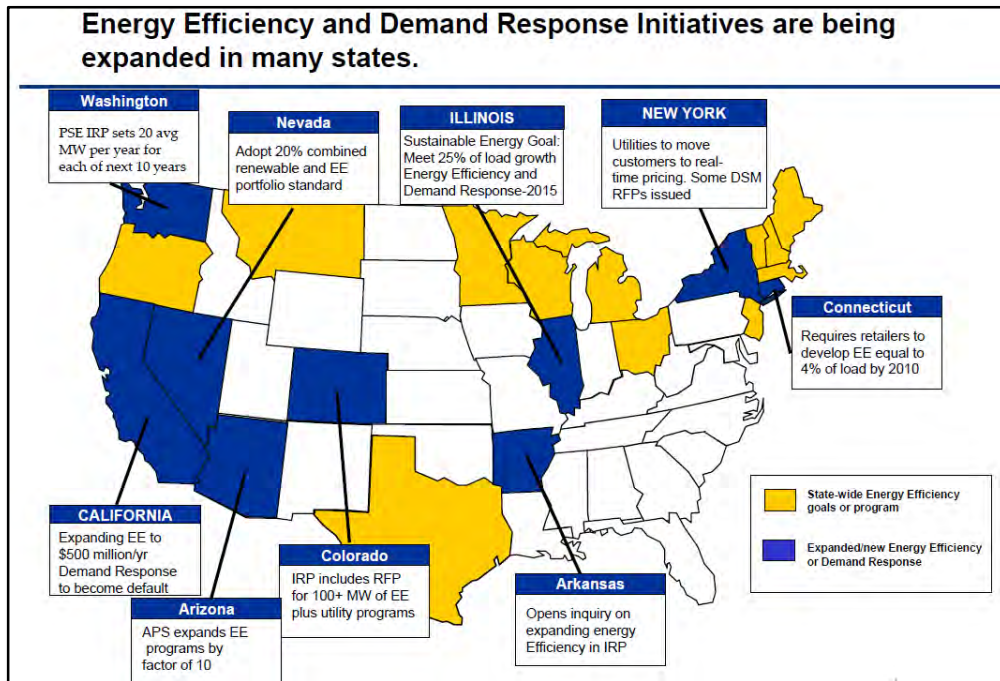 Energy Efficiency and Demand Response Initiatives are being
expanded in many states.
Washington
PSE IRP sets 20 avg
MW per year for
each of next 10 years
Nevada
Adopt 20% combined
renewable and EE
portfolio standard
ILLINOIS
Sustainable Energy Goal:
Meet 25% of load growth
Energy Efficiency and
Demand Response-2015
NEW YORK
Utilities to move
customers to real-
time pricing. Some DSM
RFPs issued
Connecticut
Requires retailers to
develop EE equal to
4% of load by 2010
CALIFORNIA
Expanding EE to
$500 million/yr
Demand Response
to become default
Arizona
APS expands EE
programs by
factor of 10
Colorado
IRP includes RFP
for 100+ MW of EE
plus utility programs
Arkansas
Opens inquiry on
expanding energy
Efficiency in IRP
State-wide Energy Efficiency
goals or program
Expanded/new Energy Efficiency
or Demand Response